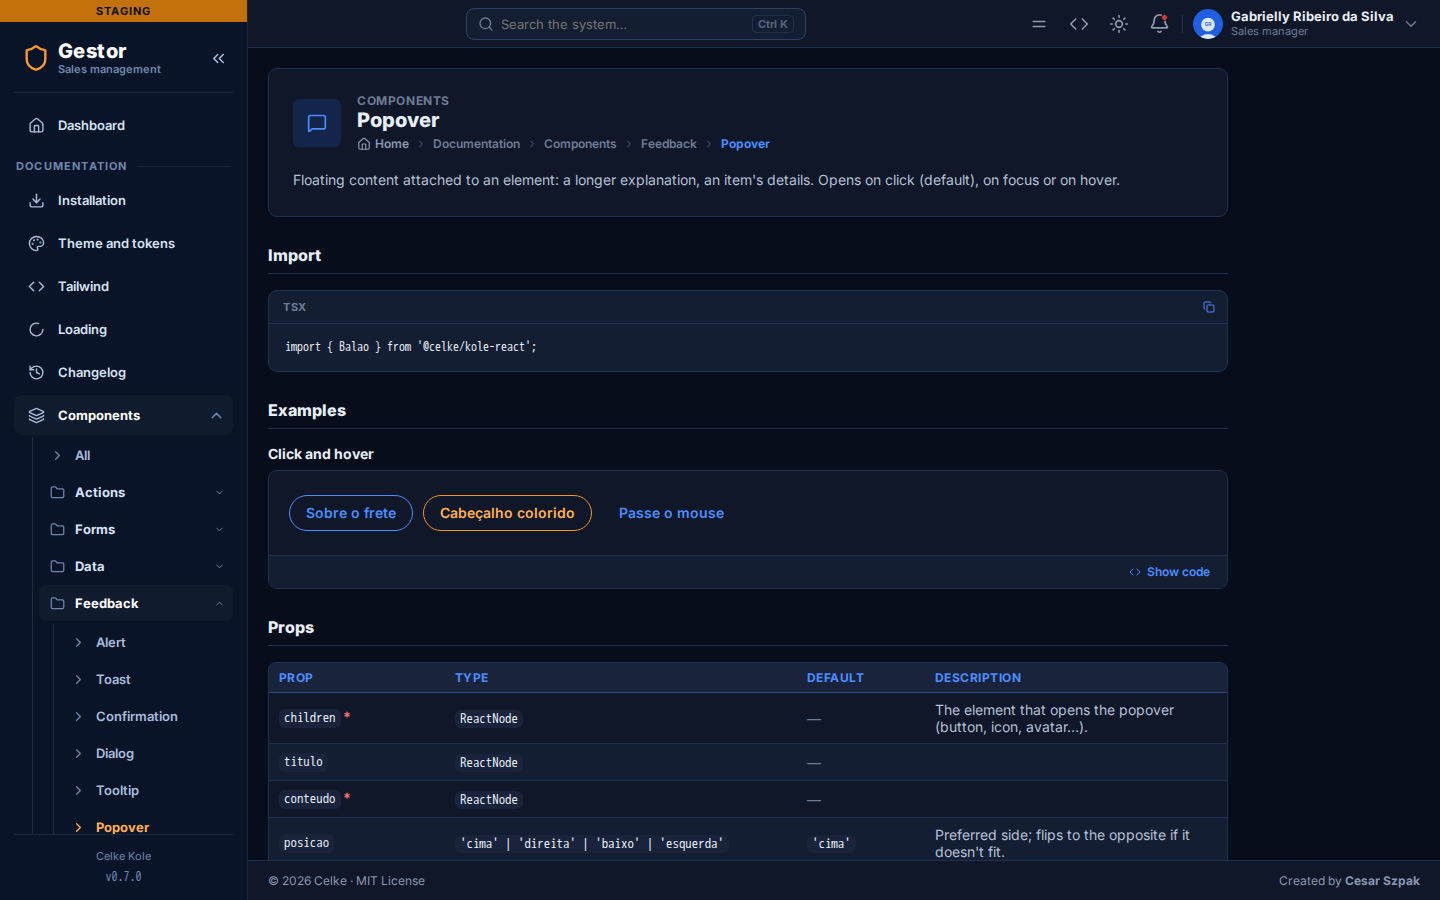 STAGING
Gestor
Sales management
Dashboard
DOCUMENTATION
Installation
Theme and tokens
Tailwind
Loading
Changelog
Components
All
Actions
Forms
Data
Feedback
Alert
Toast
Confirmation
Dialog
Tooltip
Popover
Celke Kole
v0.7.0
Search the system...
Ctrl K
GR
Gabrielly Ribeiro da Silva
Sales manager
COMPONENTS
Popover
Home > Documentation > Components > Feedback > Popover
Floating content attached to an element: a longer explanation, an item's details. Opens on click (default), on focus or on hover.
Import
TSX
import { Balao } from '@celke/kole-react';
Examples
Click and hover
Sobre o frete
Cabeçalho colorido
Passe o mouse
Show code
Props
PROP TYPE DEFAULT DESCRIPTION
children * ReactNode — The element that opens the popover
(button, icon, avatar...).
titulo ReactNode —
conteudo * ReactNode —
posicao 'cima' | 'direita' | 'baixo' | 'esquerda' 'cima' Preferred side; flips to the opposite if it
doesn't fit.
© 2026 Celke · MIT License
Created by Cesar Szpak